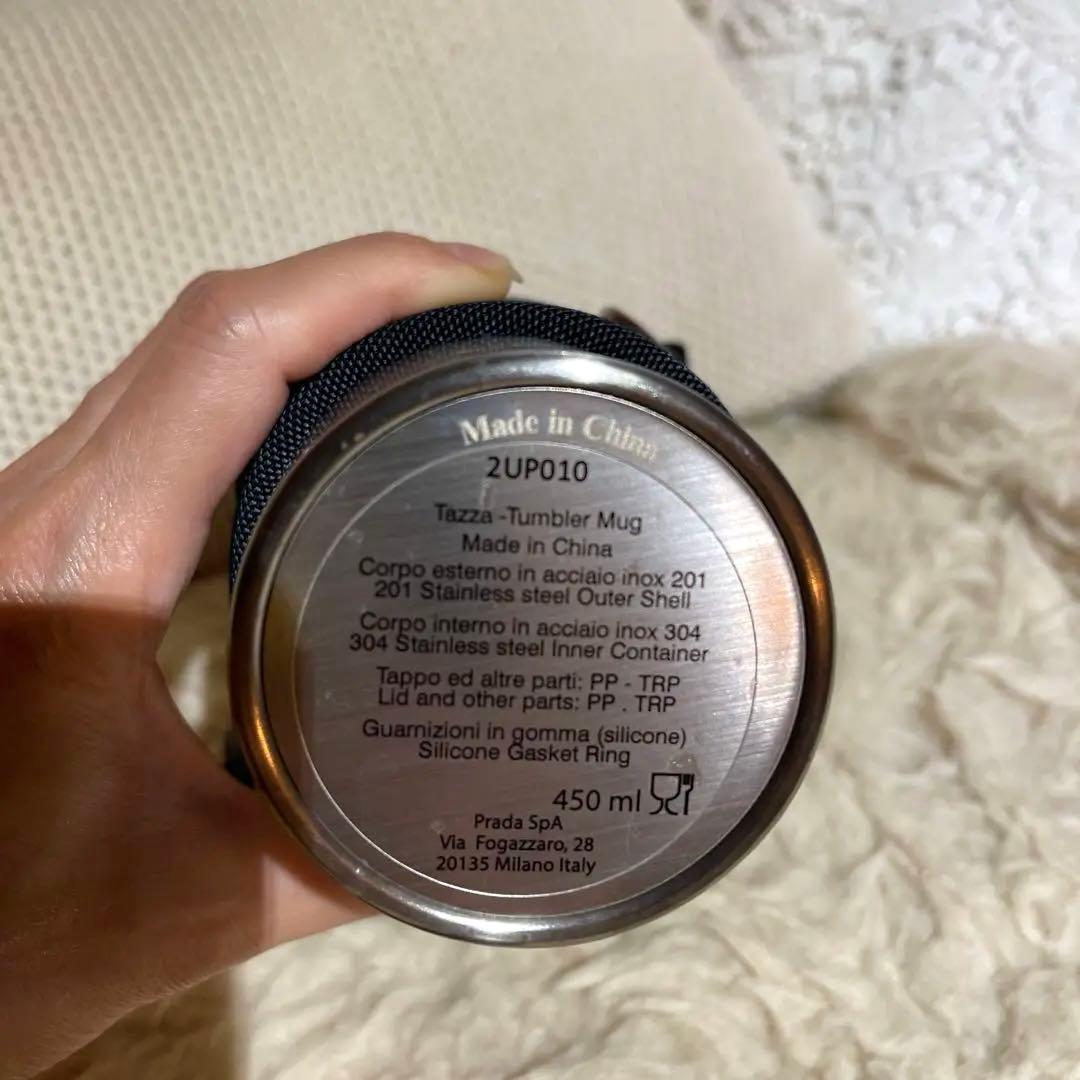 Made in China
2UP010
Tazza -Tumbler Mug
Made in China
Corpo esterno in acciaio inox 201
201 Stainless steel Outer Shell
Corpo interno in acciaio inox 304
304 Stainless steel Inner Container
Tappo ed altre parti: PP - TRP
Lid and other parts: PP . TRP
Guarnizioni in gomma (silicone)
Silicone Gasket Ring
450 ml
Prada SpA
Via Fogazzaro, 28
20135 Milano Italy